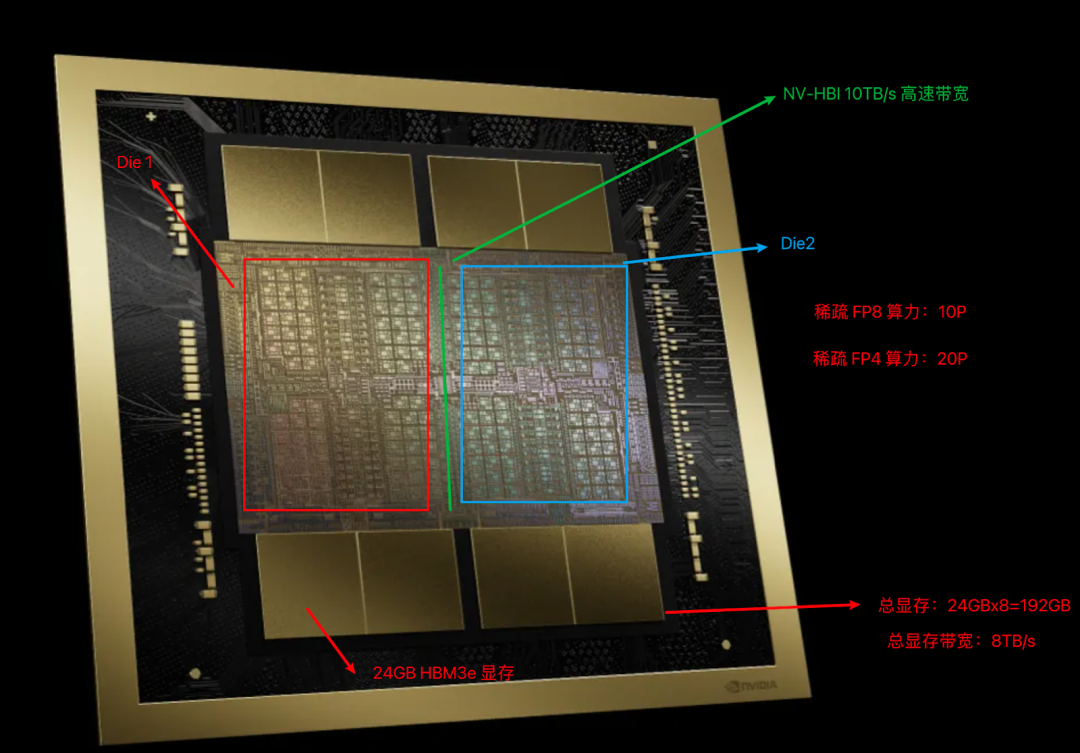 NV-HBI 10TB/s 高速带宽
Die 1
Die2
稀疏 FP8 算力：10P
稀疏 FP4 算力：20P
总显存：24GBx8=192GB
总显存带宽：8TB/s
24GB HBM3e 显存
NVIDIA